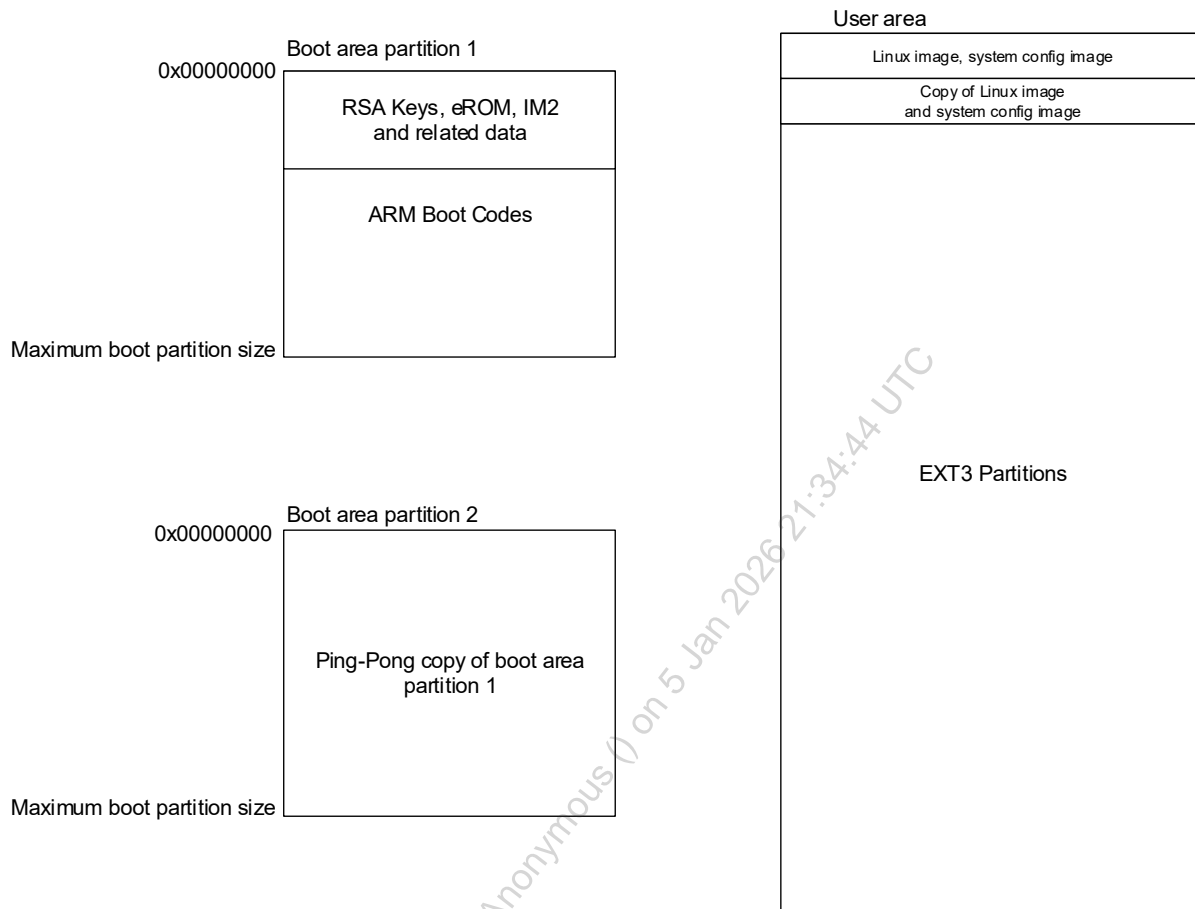 Boot area partition 1
0x00000000
RSA Keys, eROM, IM2
and related data
ARM Boot Codes
Maximum boot partition size
Boot area partition 2
0x00000000
Ping-Pong copy of boot area
partition 1
Maximum boot partition size
User area
Linux image, system config image
Copy of Linux image
and system config image
EXT3 Partitions
Anonymous () on 5 Jan 2026 21:34:44 UTC